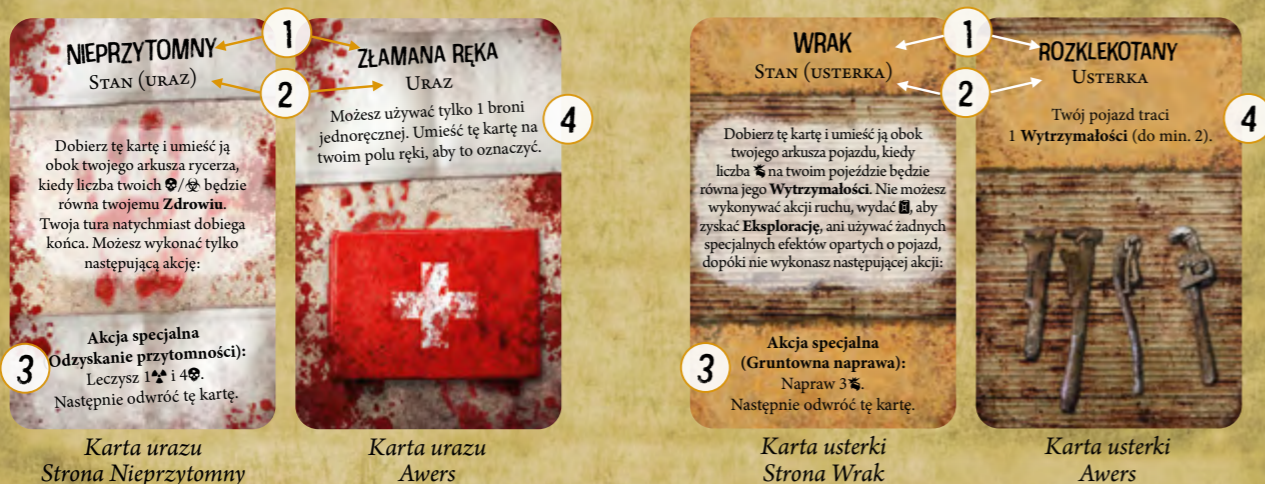 NIEPRZYTOMNY
STAN (URAZ)
Dobierz tę kartę i umieść ją
obok twojego arkusza rycerza,
kiedy liczba twoich / będzie
równa twojemu Zdrowiu.
Twoja tura natychmiast dobiega
końca. Możesz wykonać tylko
następującą akcję:
3
Akcja specjalna
(Odzyskanie przytomności):
Leczysz 1 i 4.
Następnie odwróć tę kartę.
Karta urazu
Strona Nieprzytomny
1
2
ZŁAMANA RĘKA
URAZ
Możesz używać tylko 1 broni
jednoręcznej. Umieść tę kartę na
twoim polu ręki, aby to oznaczyć.
4
Karta urazu
Awers
WRAK
STAN (USTERKA)
Dobierz tę kartę i umieść ją obok
twojego arkusza pojazdu, kiedy
liczba na twoim pojeździe będzie
równa jego Wytrzymałości. Nie możesz
wykonywać akcji ruchu, wydać , aby
zyskać Eksplorację, ani używać żadnych
specjalnych efektów opartych o pojazd,
dopóki nie wykonasz następującej akcji:
3
Akcja specjalna
(Gruntowna naprawa):
Napraw 3.
Następnie odwróć tę kartę.
Karta usterki
Strona Wrak
1
2
ROZKLEKOTANY
USTERKA
Twój pojazd traci
1 Wytrzymałości (do min. 2).
4
Karta usterki
Awers